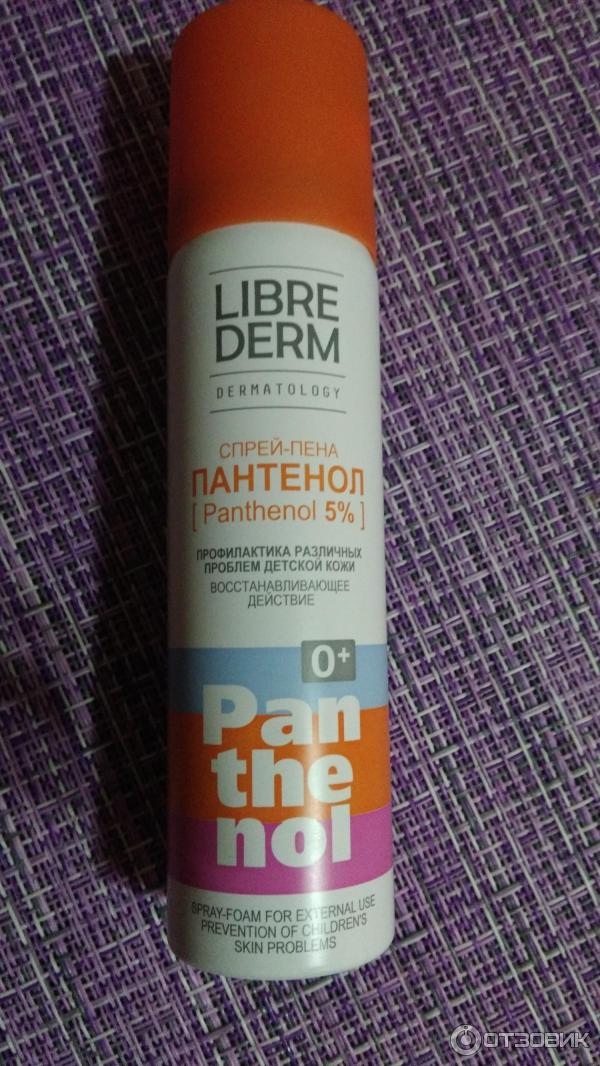 LIBRE
DERM
DERMATOLOGY
СПРЕЙ-ПЕНА
ПАНТЕНОЛ
[ Panthenol 5% ]
ПРОФИЛАКТИКА РАЗЛИЧНЫХ
ПРОБЛЕМ ДЕТСКОЙ КОЖИ
ВОССТАНАВЛИВАЮЩЕЕ
ДЕЙСТВИЕ
0+
Pan
the
nol
SPRAY-FOAM FOR EXTERNAL USE
PREVENTION OF CHILDREN'S
SKIN PROBLEMS
ОТЗОВИК